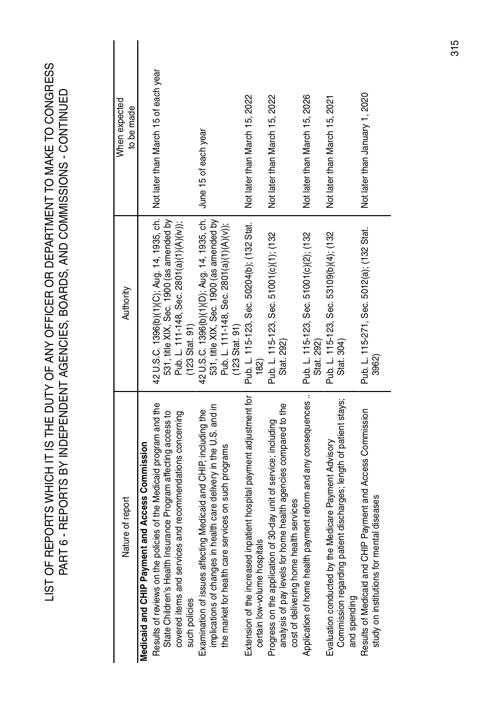 LIST OF REPORTS WHICH IT IS THE DUTY OF ANY OFFICER OR DEPARTMENT TO MAKE TO CONGRESS
PART 6 - REPORTS BY INDEPENDENT AGENCIES, BOARDS, AND COMMISSIONS - CONTINUED
Nature of report
Authority
When expected
to be made
Medicaid and CHIP Payment and Access Commission
Results of reviews on the policies of the Medicaid program and the
State Children's Health Insurance Program affecting access to
covered items and services and recommendations concerning
such policies
42 U.S.C. 1396(b)(1)(C); Aug. 14, 1935, ch.
531, title XIX, Sec. 1900 (as amended by
Pub. L. 111-148, Sec. 2801(a)(1)(A)(iv));
(123 Stat. 91)
Not later than March 15 of each year
Examination of issues affecting Medicaid and CHIP, including the
implications of changes in health care delivery in the U.S. and in
the market for health care services on such programs
42 U.S.C. 1396(b)(1)(D); Aug. 14, 1935, ch.
531, title XIX, Sec. 1900 (as amended by
Pub. L. 111-148, Sec. 2801(a)(1)(A)(v));
(123 Stat. 91)
June 15 of each year
Extension of the increased inpatient hospital payment adjustment for
certain low-volume hospitals
Pub. L. 115-123, Sec. 50204(b); (132 Stat.
182)
Not later than March 15, 2022
Progress on the application of 30-day unit of service; including
analysis of pay levels for home health agencies compared to the
cost of delivering home health services
Pub. L. 115-123, Sec. 51001(c)(1); (132
Stat. 292)
Not later than March 15, 2022
Application of home health payment reform and any consequences ..
Pub. L. 115-123, Sec. 51001(c)(2); (132
Stat. 292)
Not later than March 15, 2026
Evaluation conducted by the Medicare Payment Advisory
Commission regarding patient discharges; length of patient stays;
and spending
Pub. L. 115-123, Sec. 53109(b)(4); (132
Stat. 304)
Not later than March 15, 2021
Results of Medicaid and CHIP Payment and Access Commission
study on institutions for mental diseases
Pub. L. 115-271, Sec. 5012(a); (132 Stat.
3962)
Not later than January 1, 2020
315